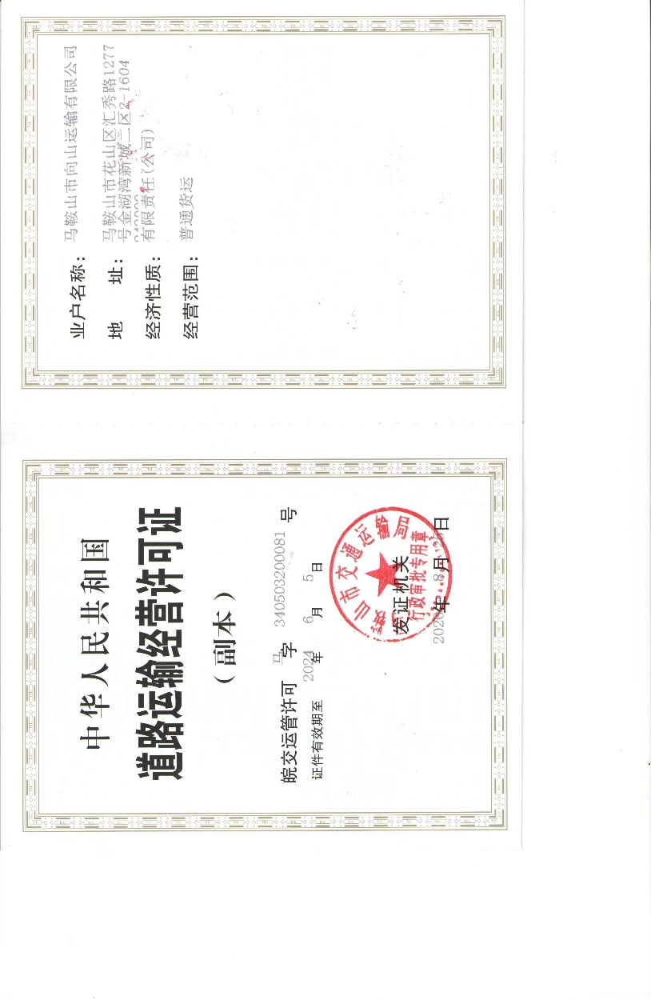 中华人民共和国
道路运输经营许可证
（副本）
皖交运管许可 马 字 340503200081 号
证件有效期至 2024 年 6 月 5 日
山市交通运输局
行政审批专用章
发证机关
年 8 月 日
业户名称：马鞍山市向山运输有限公司
地 址：马鞍山市花山区汇秀路1277
号金湖湾新城二区2-1604
经济性质：有限责任(公司)
经营范围：普通货运